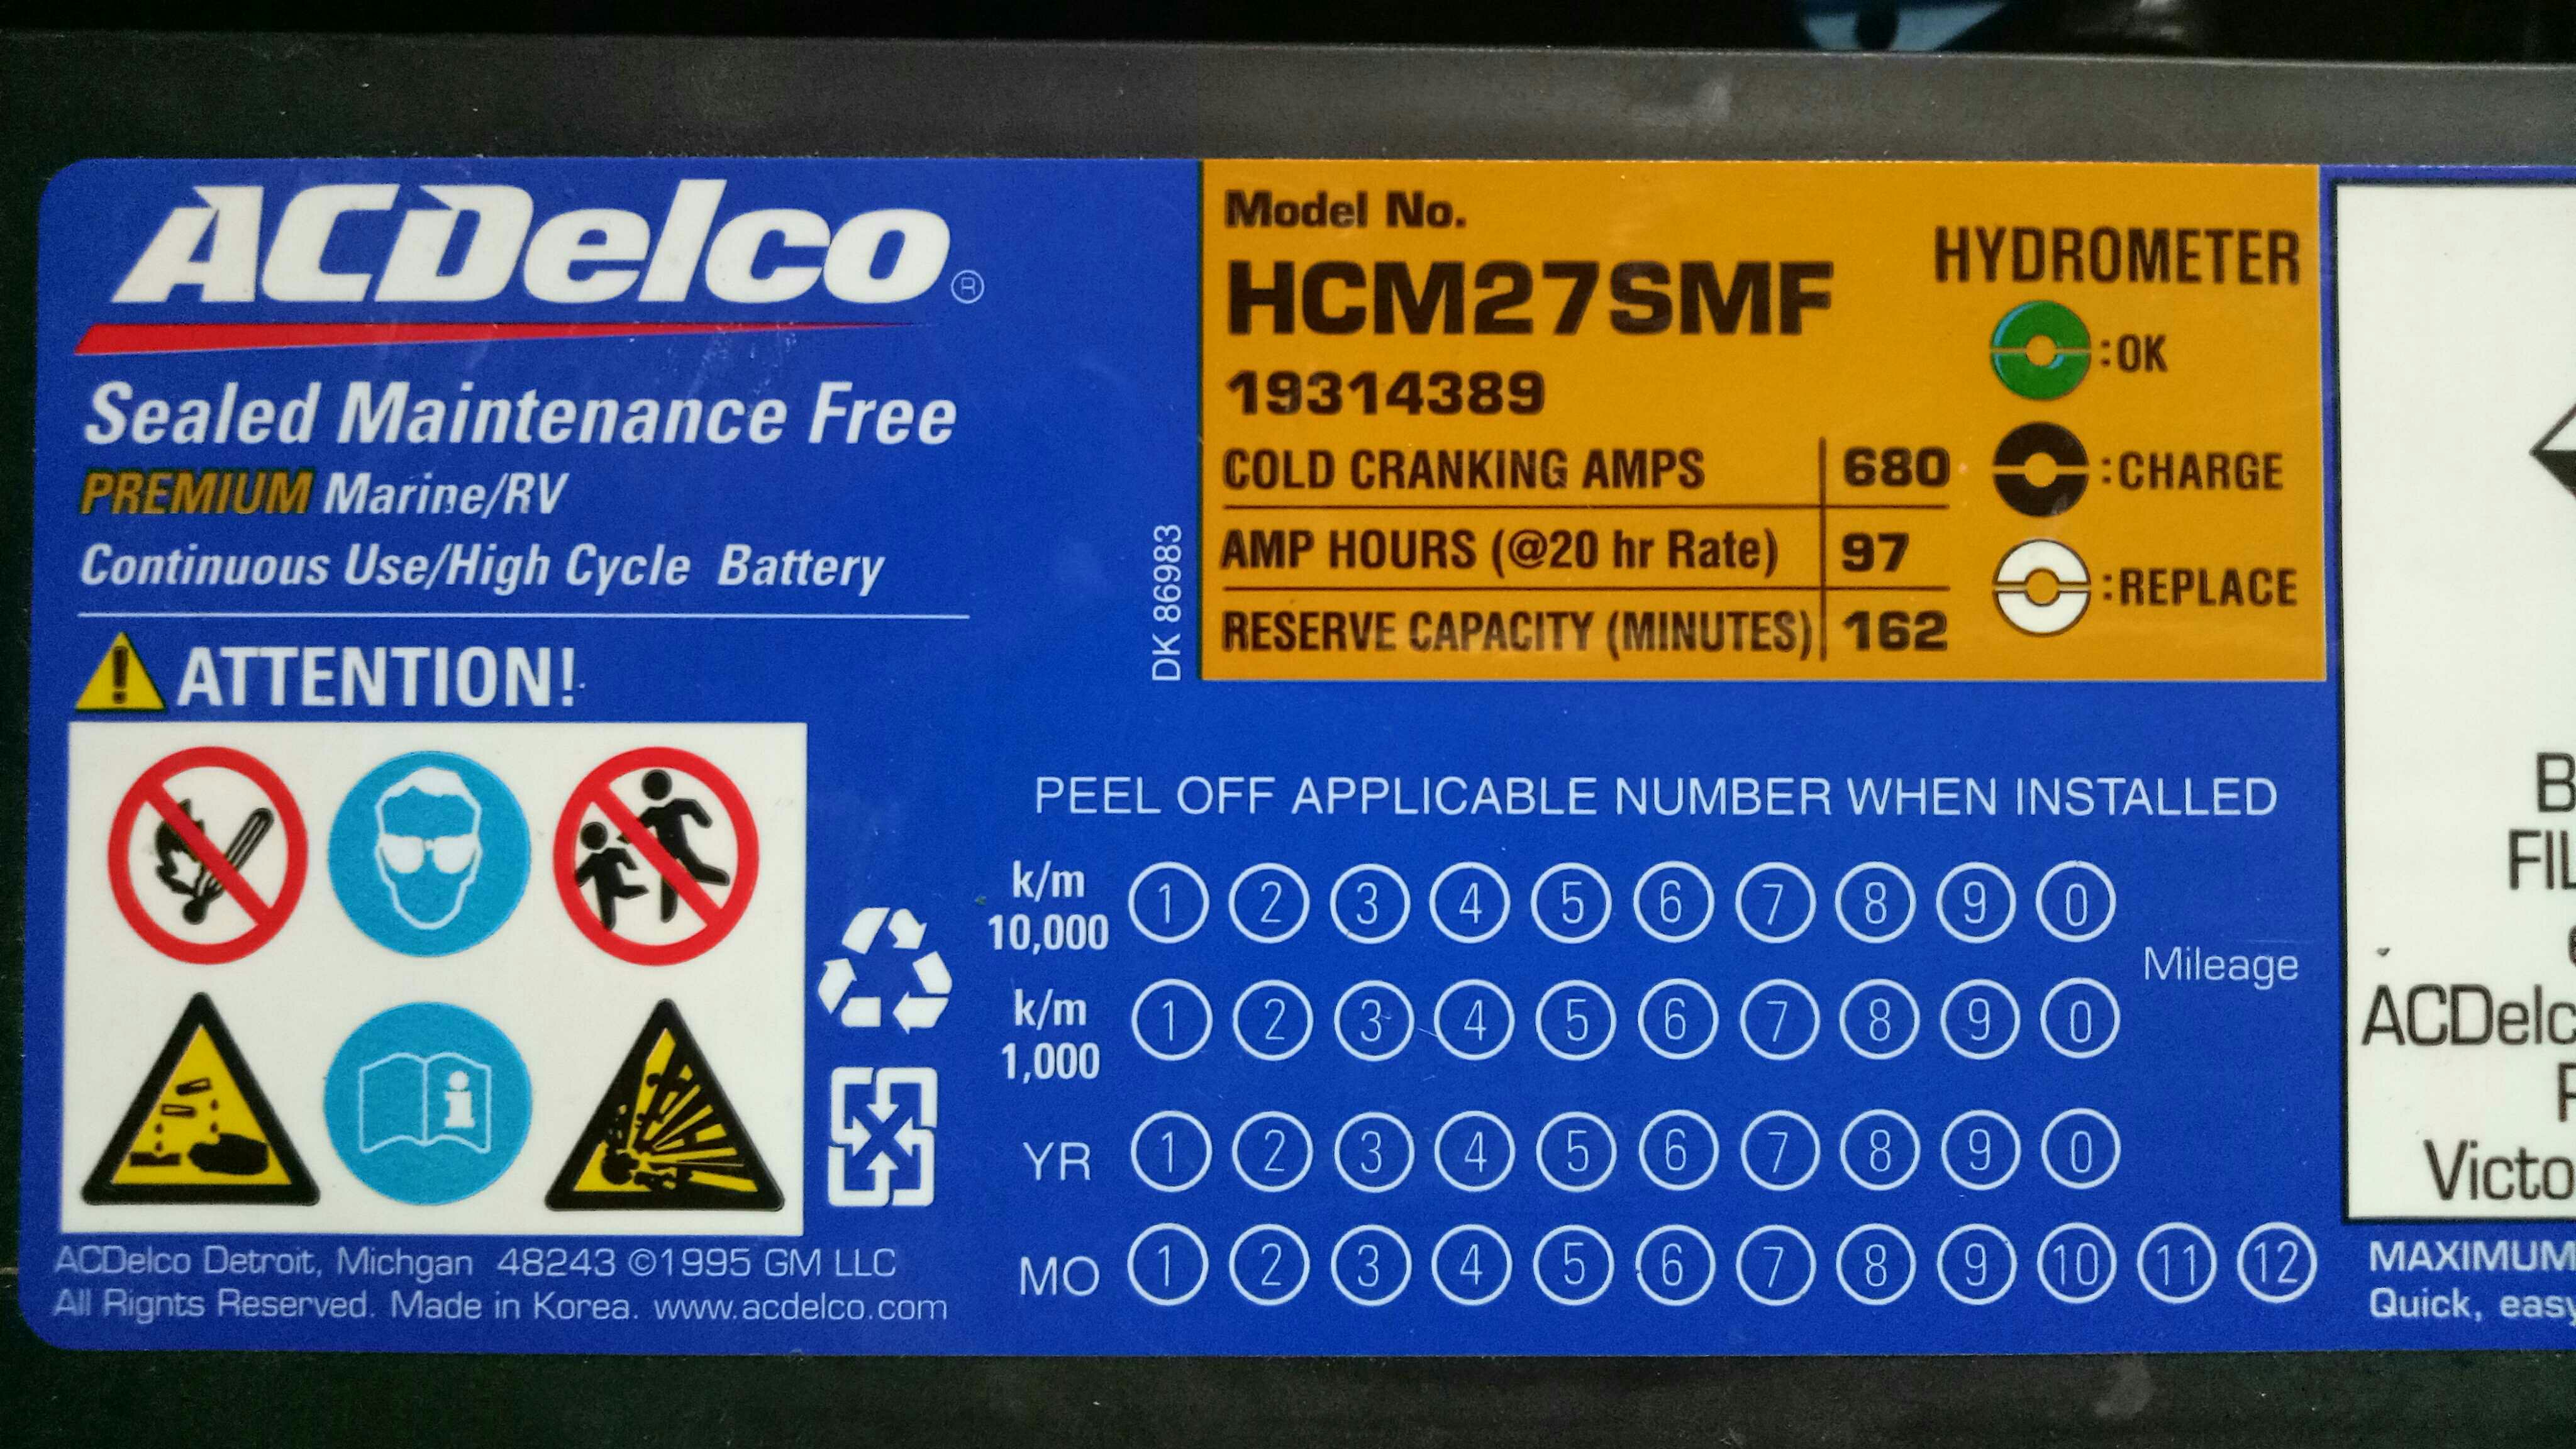 ACDelco®
Sealed Maintenance Free
PREMIUM Marine/RV
Continuous Use/High Cycle Battery
ATTENTION!
ACDelco Detroit, Michgan 48243 ©1995 GM LLC
All Rignts Reserved. Made in Korea. www.acdelco.com
DK 86983
Model No.
HCM27SMF
19314389
COLD CRANKING AMPS 680
AMP HOURS (@20 hr Rate) 97
RESERVE CAPACITY (MINUTES) 162
HYDROMETER
:OK
:CHARGE
:REPLACE
PEEL OFF APPLICABLE NUMBER WHEN INSTALLED
k/m
10,000
1 2 3 4 5 6 7 8 9 0
Mileage
k/m
1,000
1 2 3 4 5 6 7 8 9 0
YR 1 2 3 4 5 6 7 8 9 0
MO 1 2 3 4 5 6 7 8 9 10 11 12
B
FIL
ACDelc
Victo
MAXIMUM
Quick, easy